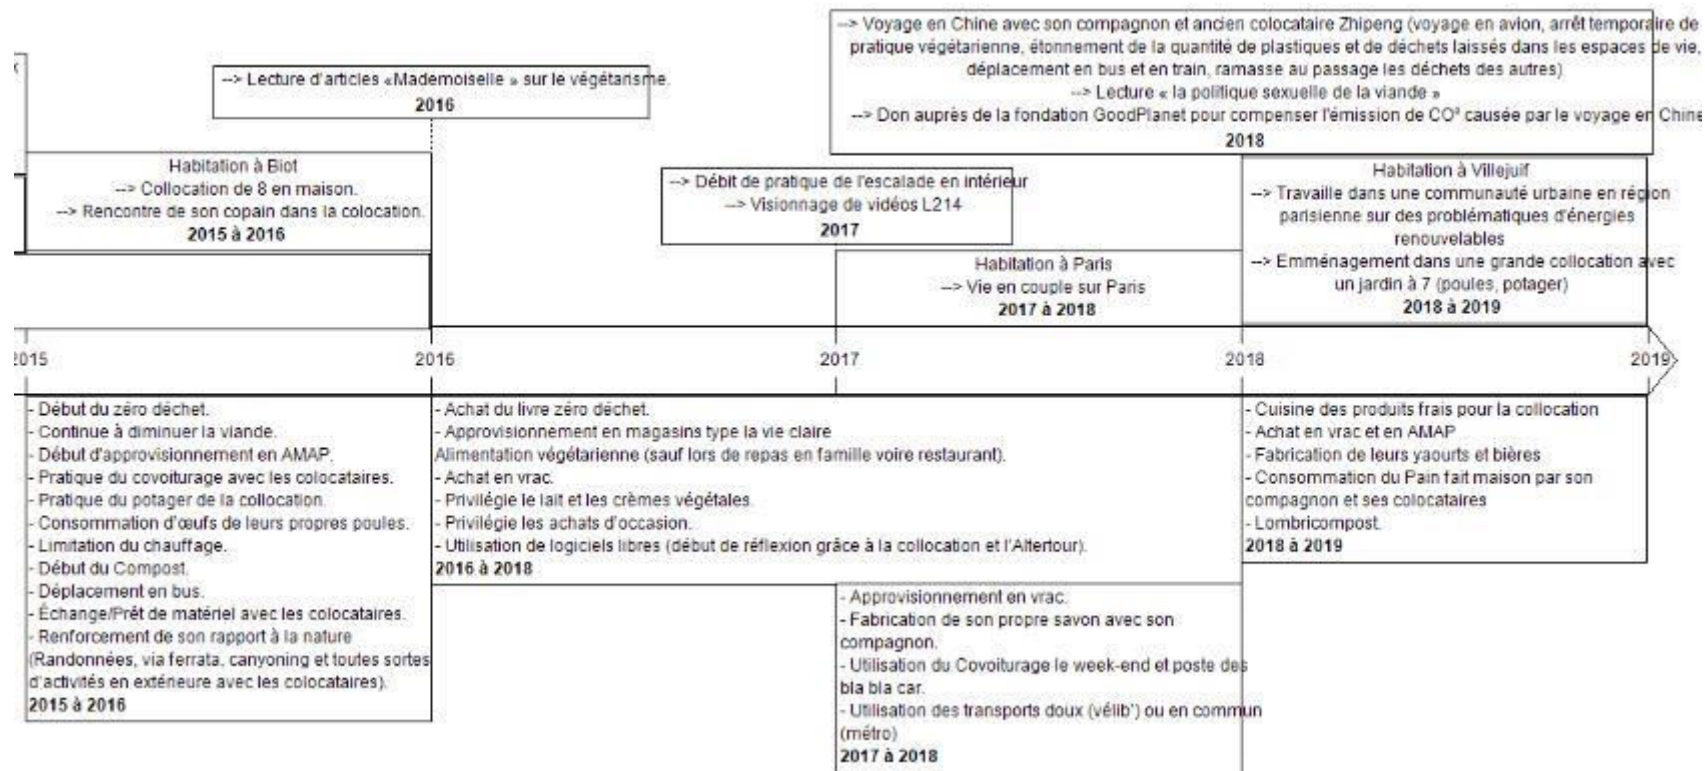 --> Voyage en Chine avec son compagnon et ancien colocataire Zhipeng (voyage en avion, arrêt temporaire de
pratique végétarienne, étonnement de la quantité de plastiques et de déchets laissés dans les espaces de vie,
déplacement en bus et en train, ramasse au passage les déchets des autres)
--> Lecture « la politique sexuelle de la viande »
--> Don auprès de la fondation GoodPlanet pour compenser l'émission de CO² causée par le voyage en Chine
2018
--> Lecture d'articles «Mademoiselle » sur le végétarisme.
2016
Habitation à Biot
--> Collocation de 8 en maison.
--> Rencontre de son copain dans la colocation.
2015 à 2016
--> Débit de pratique de l'escalade en intérieur
--> Visionnage de vidéos L214
2017
Habitation à Paris
--> Vie en couple sur Paris
2017 à 2018
Habitation à Villejuif
--> Travaille dans une communauté urbaine en région
parisienne sur des problématiques d'énergies
renouvelables
--> Emménagement dans une grande collocation avec
un jardin à 7 (poules, potager)
2018 à 2019
2015
2016
2017
2018
2019
- Début du zéro déchet.
- Continue à diminuer la viande.
- Début d'approvisionnement en AMAP.
- Pratique du covoiturage avec les colocataires.
- Pratique du potager de la collocation.
- Consommation d'œufs de leurs propres poules.
- Limitation du chauffage.
- Début du Compost.
- Déplacement en bus.
- Échange/Prêt de matériel avec les colocataires.
- Renforcement de son rapport à la nature
(Randonnées, via ferrata, canyoning et toutes sortes
d'activités en extérieure avec les colocataires).
2015 à 2016
- Achat du livre zéro déchet.
- Approvisionnement en magasins type la vie claire
Alimentation végétarienne (sauf lors de repas en famille voire restaurant).
- Achat en vrac.
- Privilégie le lait et les crèmes végétales.
- Privilégie les achats d'occasion.
- Utilisation de logiciels libres (début de réflexion grâce à la collocation et l'Altertour).
2016 à 2018
- Approvisionnement en vrac.
- Fabrication de son propre savon avec son
compagnon.
- Utilisation du Covoiturage le week-end et poste des
bla bla car.
- Utilisation des transports doux (vélib') ou en commun
(métro)
2017 à 2018
- Cuisine des produits frais pour la collocation
- Achat en vrac et en AMAP
- Fabrication de leurs yaourts et bières
- Consommation du Pain fait maison par son
compagnon et ses colocataires
- Lombricompost.
2018 à 2019